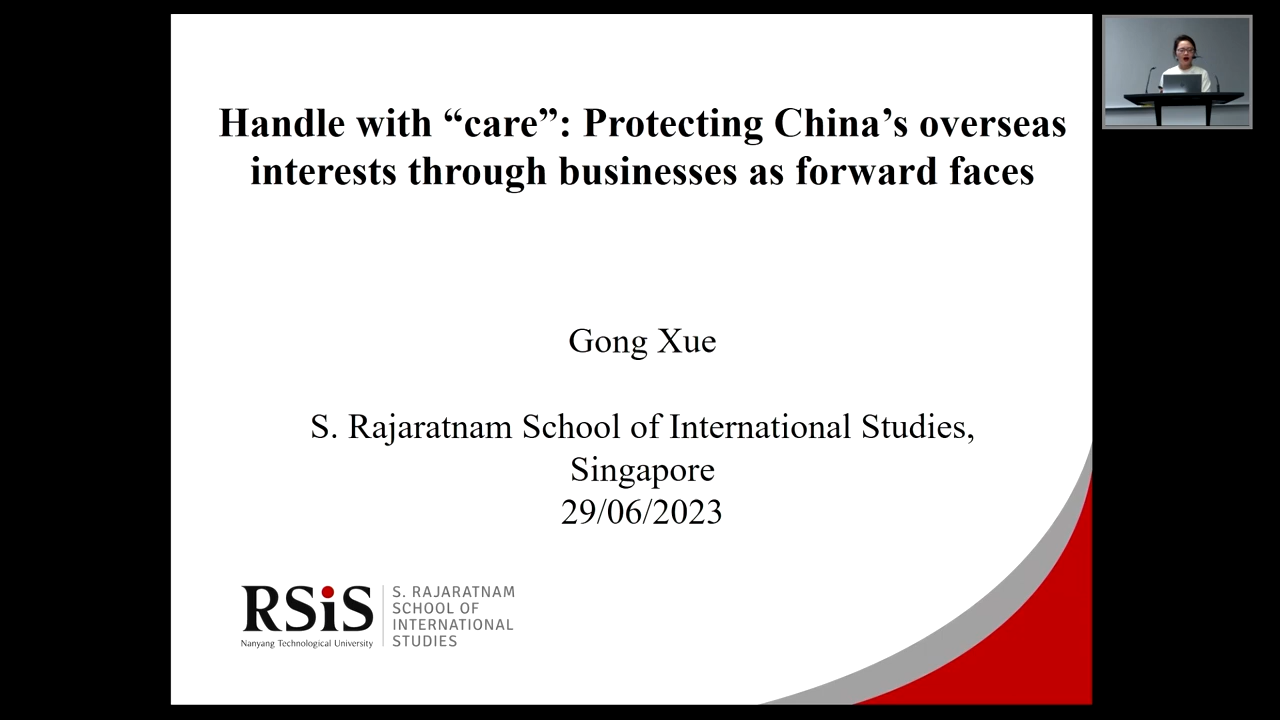 Handle with “care”: Protecting China’s overseas
interests through businesses as forward faces
Gong Xue
S. Rajaratnam School of International Studies,
Singapore
29/06/2023
RSiS
Nanyang Technological University
S. RAJARATNAM
SCHOOL OF
INTERNATIONAL
STUDIES